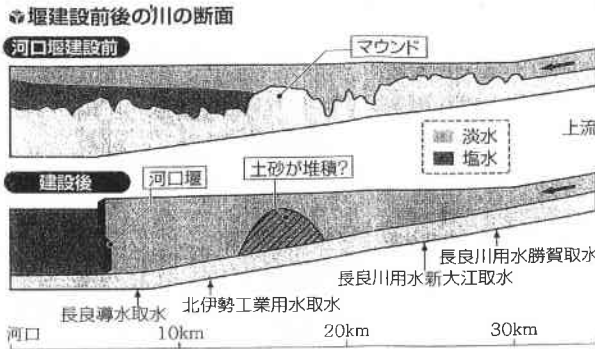 堰建設前後の川の断面
河口堰建設前
マウンド
淡水
塩水
上流
建設後
河口堰
土砂が堆積?
長良川用水勝賀取水
長良川用水新大江取水
北伊勢工業用水取水
長良導水取水
河口
10km
20km
30km